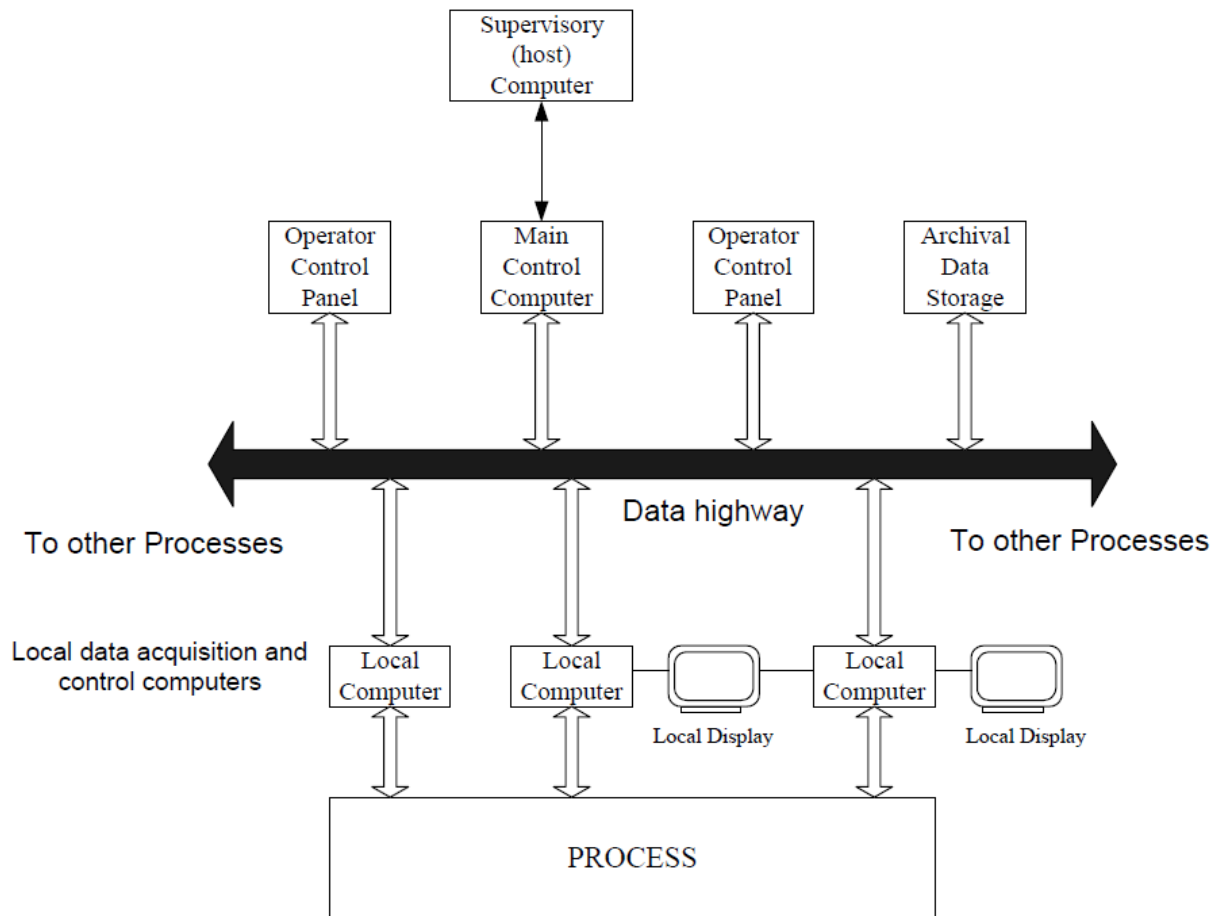 Supervisory
(host)
Computer
Operator
Control
Panel
Main
Control
Computer
Operator
Control
Panel
Archival
Data
Storage
Data highway
To other Processes
To other Processes
Local data acquisition and
control computers
Local
Computer
Local
Computer
Local
Computer
Local Display
Local Display
PROCESS